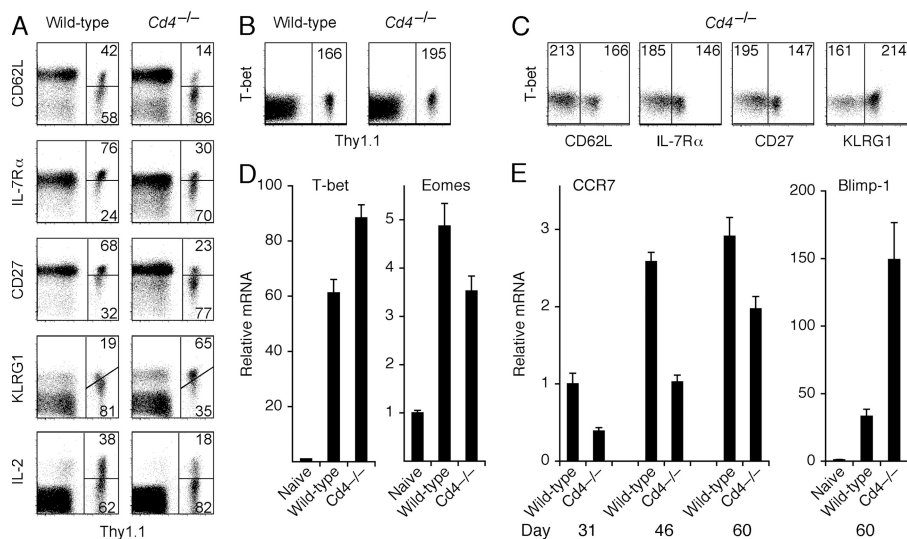 A
Wild-type
Cd4–/–
CD62L
42
58
14
86
IL-7Rα
76
24
30
70
CD27
68
32
23
77
KLRG1
19
81
65
35
IL-2
38
62
18
82
Thy1.1
B
Wild-type
Cd4–/–
T-bet
166
195
Thy1.1
C
Cd4–/–
T-bet
213
166
185
146
195
147
161
214
CD62L
IL-7Rα
CD27
KLRG1
D
T-bet
Eomes
Relative mRNA
100
80
60
40
20
5
4
3
2
1
Naive
Wild-type
Cd4–/–
Naive
Wild-type
Cd4–/–
E
CCR7
Blimp-1
Relative mRNA
3
2
1
0
200
150
100
50
0
Wild-type
Cd4–/–
Wild-type
Cd4–/–
Wild-type
Cd4–/–
Naive
Wild-type
Cd4–/–
Day
31
46
60
60